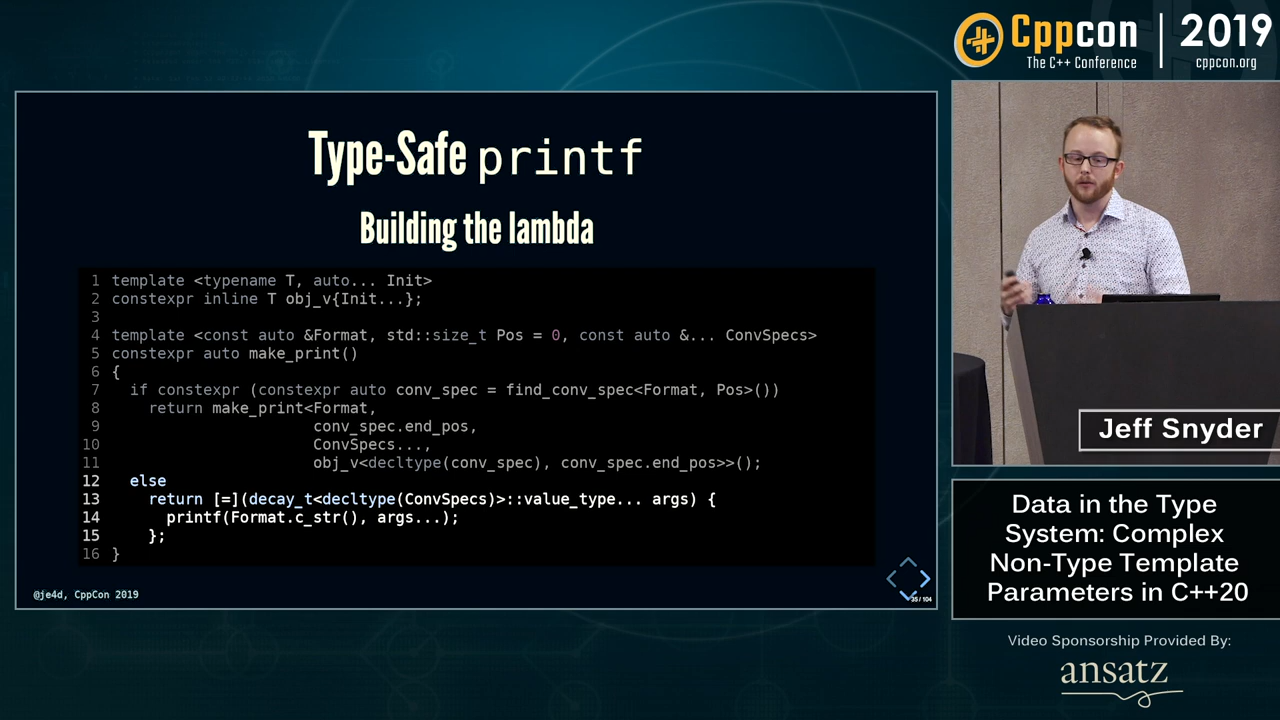 Cppcon
The C++ Conference
2019
cppcon.org
Type-Safe printf
Building the lambda
1 template <typename T, auto... Init>
2 constexpr inline T obj_v{Init...};
3
4 template <const auto &Format, std::size_t Pos = 0, const auto &... ConvSpecs>
5 constexpr auto make_print()
6 {
7   if constexpr (constexpr auto conv_spec = find_conv_spec<Format, Pos>())
8     return make_print<Format,
9                       conv_spec.end_pos,
10                       ConvSpecs...,
11                       obj_v<decltype(conv_spec), conv_spec.end_pos>>();
12   else
13     return [=](decay_t<decltype(ConvSpecs)>::value_type... args) {
14       printf(Format.c_str(), args...);
15     };
16 }
@je4d, CppCon 2019
35 / 104
Jeff Snyder
Data in the Type
System: Complex
Non-Type Template
Parameters in C++20
Video Sponsorship Provided By:
ansatz